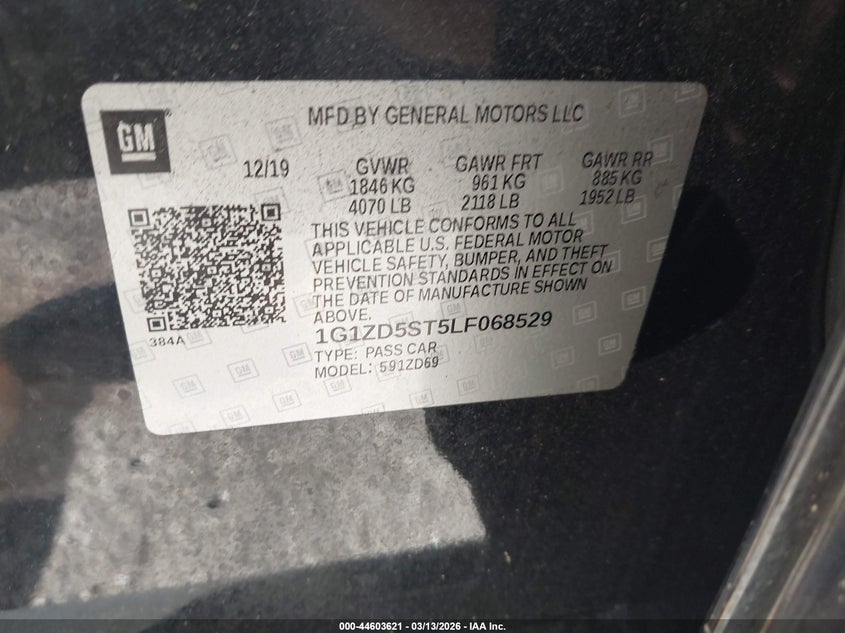 GM
MFD BY GENERAL MOTORS LLC
12/19
GVWR
1846 KG
4070 LB
GAWR FRT
961 KG
2118 LB
GAWR RR
885 KG
1952 LB
THIS VEHICLE CONFORMS TO ALL
APPLICABLE U.S. FEDERAL MOTOR
VEHICLE SAFETY, BUMPER, AND THEFT
PREVENTION STANDARDS IN EFFECT ON
THE DATE OF MANUFACTURE SHOWN
ABOVE.
384A
1G1ZD5ST5LF068529
TYPE: PASS CAR
MODEL: 591ZD69
000-44603621 - 03/13/2026 - IAA Inc.